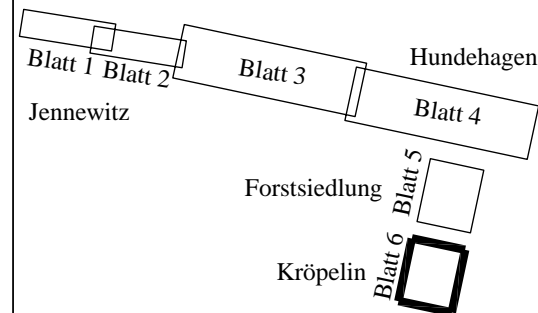 Blatt 1
Blatt 2
Blatt 3
Hundehagen
Blatt 4
Jennewitz
Blatt 5
Forstsiedlung
Blatt 6
Kröpelin